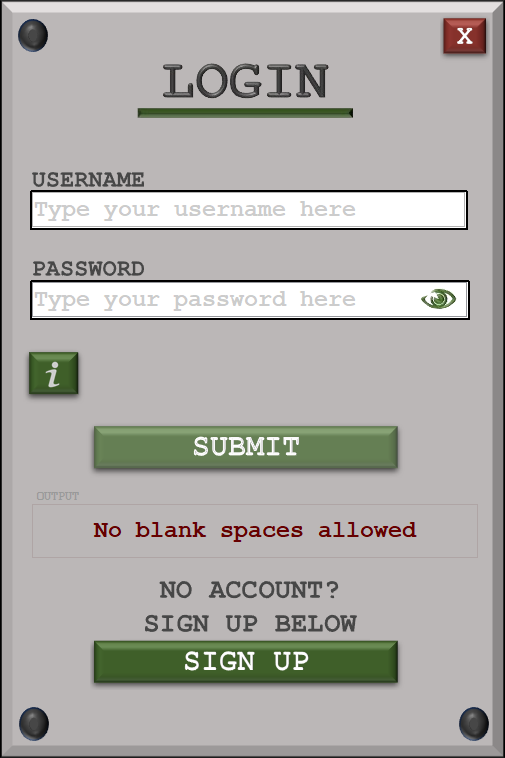 X
LOGIN
USERNAME
Type your username here
PASSWORD
Type your password here
i
SUBMIT
OUTPUT
No blank spaces allowed
NO ACCOUNT?
SIGN UP BELOW
SIGN UP